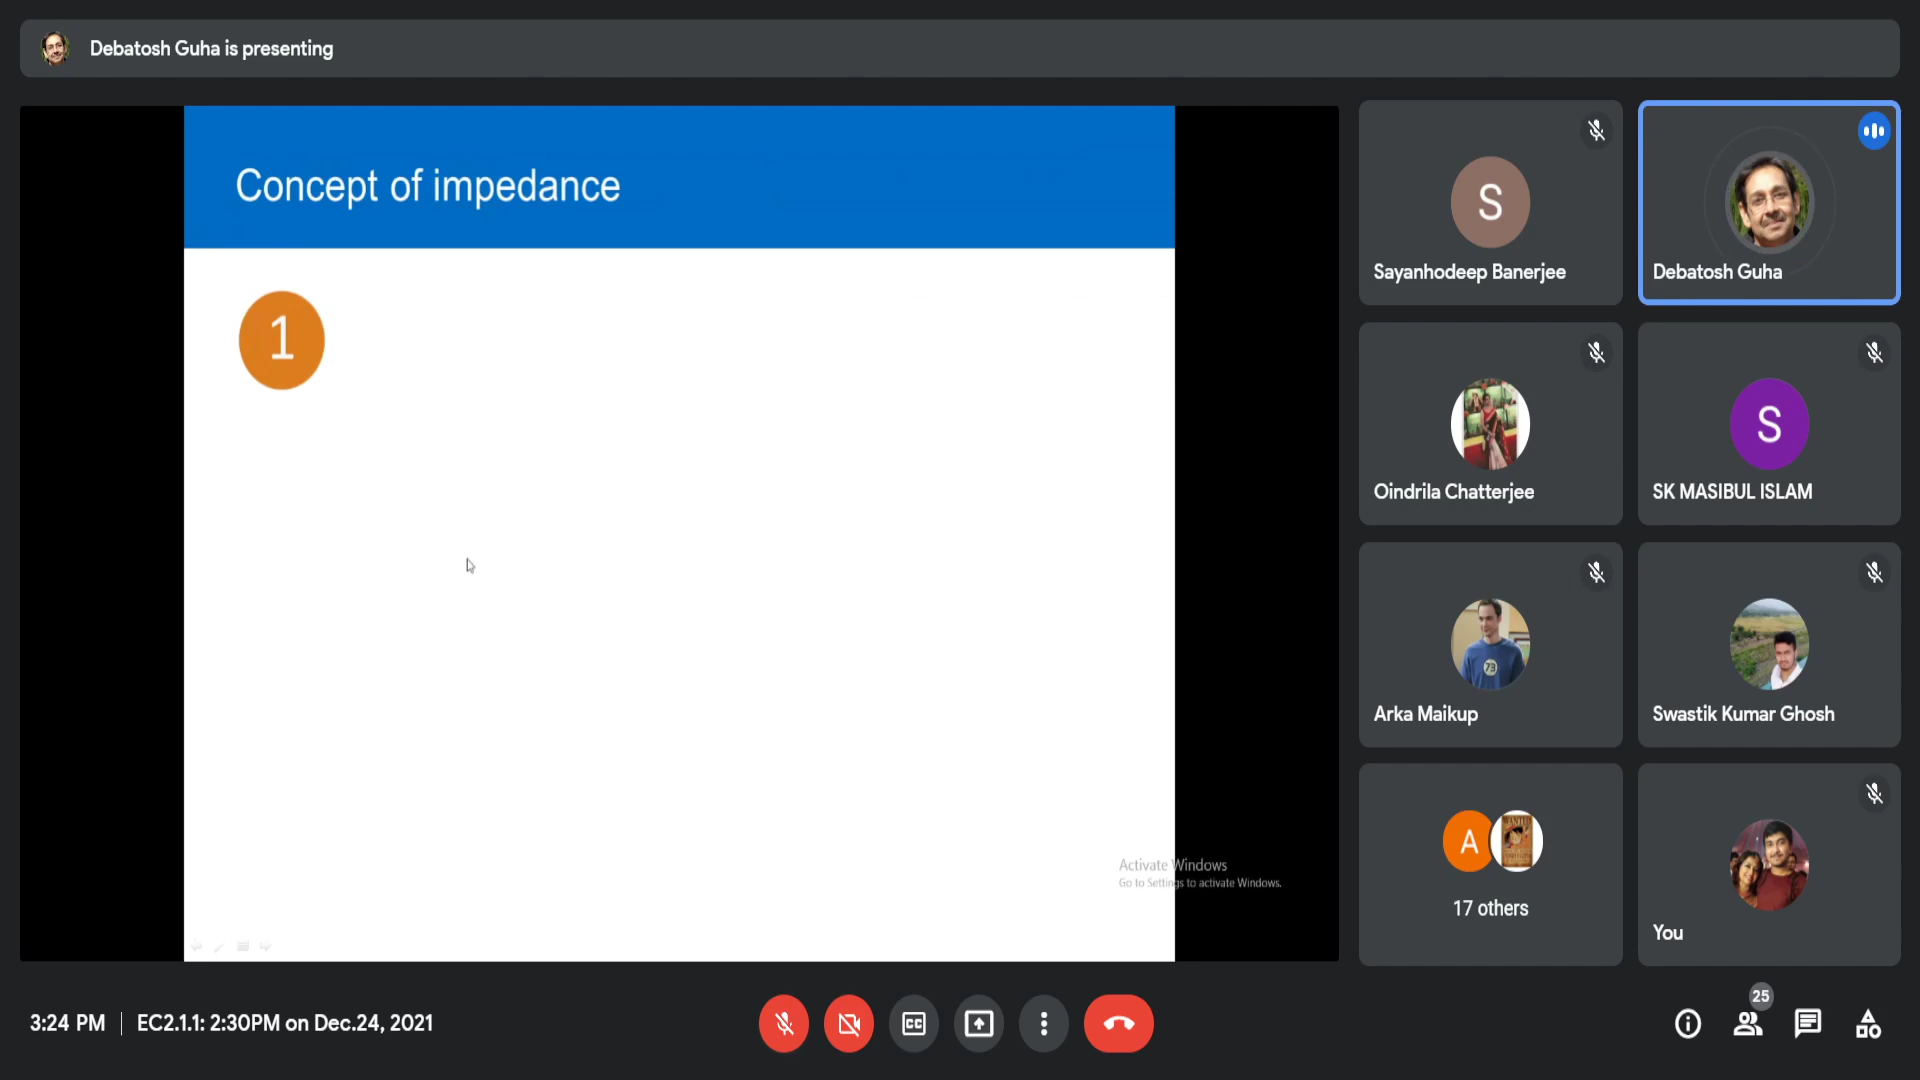 Debatosh Guha is presenting
Concept of impedance
1
Activate Windows
Go to Settings to activate Windows.
S
Sayanhodeep Banerjee
Debatosh Guha
Oindrila Chatterjee
S
SK MASIBUL ISLAM
73
Arka Maikup
Swastik Kumar Ghosh
A
17 others
You
3:24 PM
EC2.1.1: 2:30PM on Dec.24, 2021
CC
25